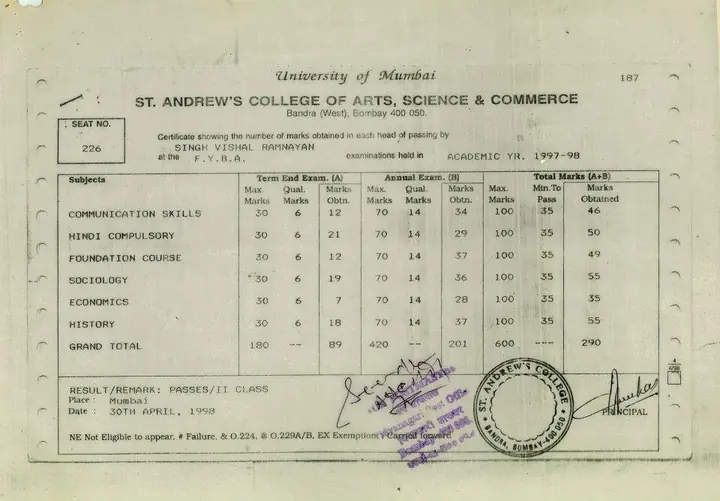 University of Mumbai
187
ST. ANDREW'S COLLEGE OF ARTS, SCIENCE & COMMERCE
Bandra (West), Bombay 400 050.
SEAT NO.
226
Certificate showing the number of marks obtained in each head of passing by
SINGH VISHAL RAMNAYAN
at the F.Y.B.A. examinations held in ACADEMIC YR. 1997-98
Subjects Term End Exam. (A) Annual Exam. (B) Total Marks (A+B)
Max. Qual. Marks Max. Qual. Marks Max. Min.To Marks
Marks Marks Obtn. Marks Marks Obtn. Marks Pass Obtained
COMMUNICATION SKILLS 30 6 12 70 14 34 100 35 46
HINDI COMPULSORY 30 6 21 70 14 29 100 35 50
FOUNDATION COURSE 30 6 12 70 14 37 100 35 49
SOCIOLOGY 30 6 19 70 14 36 100 35 55
ECONOMICS 30 6 7 70 14 28 100 35 35
HISTORY 30 6 18 70 14 37 100 35 55
GRAND TOTAL 180 -- 89 420 -- 201 600 -- 290
RESULT/REMARK: PASSES/II CLASS
Place : Mumbai
Date : 30TH APRIL, 1998
ST. ANDREW'S COLLEGE
BANDRA, BOMBAY-400 050
PRINCIPAL
NE Not Eligible to appear, # Failure, & O.224, @ O.229A/B, EX Exemption) Carried forward